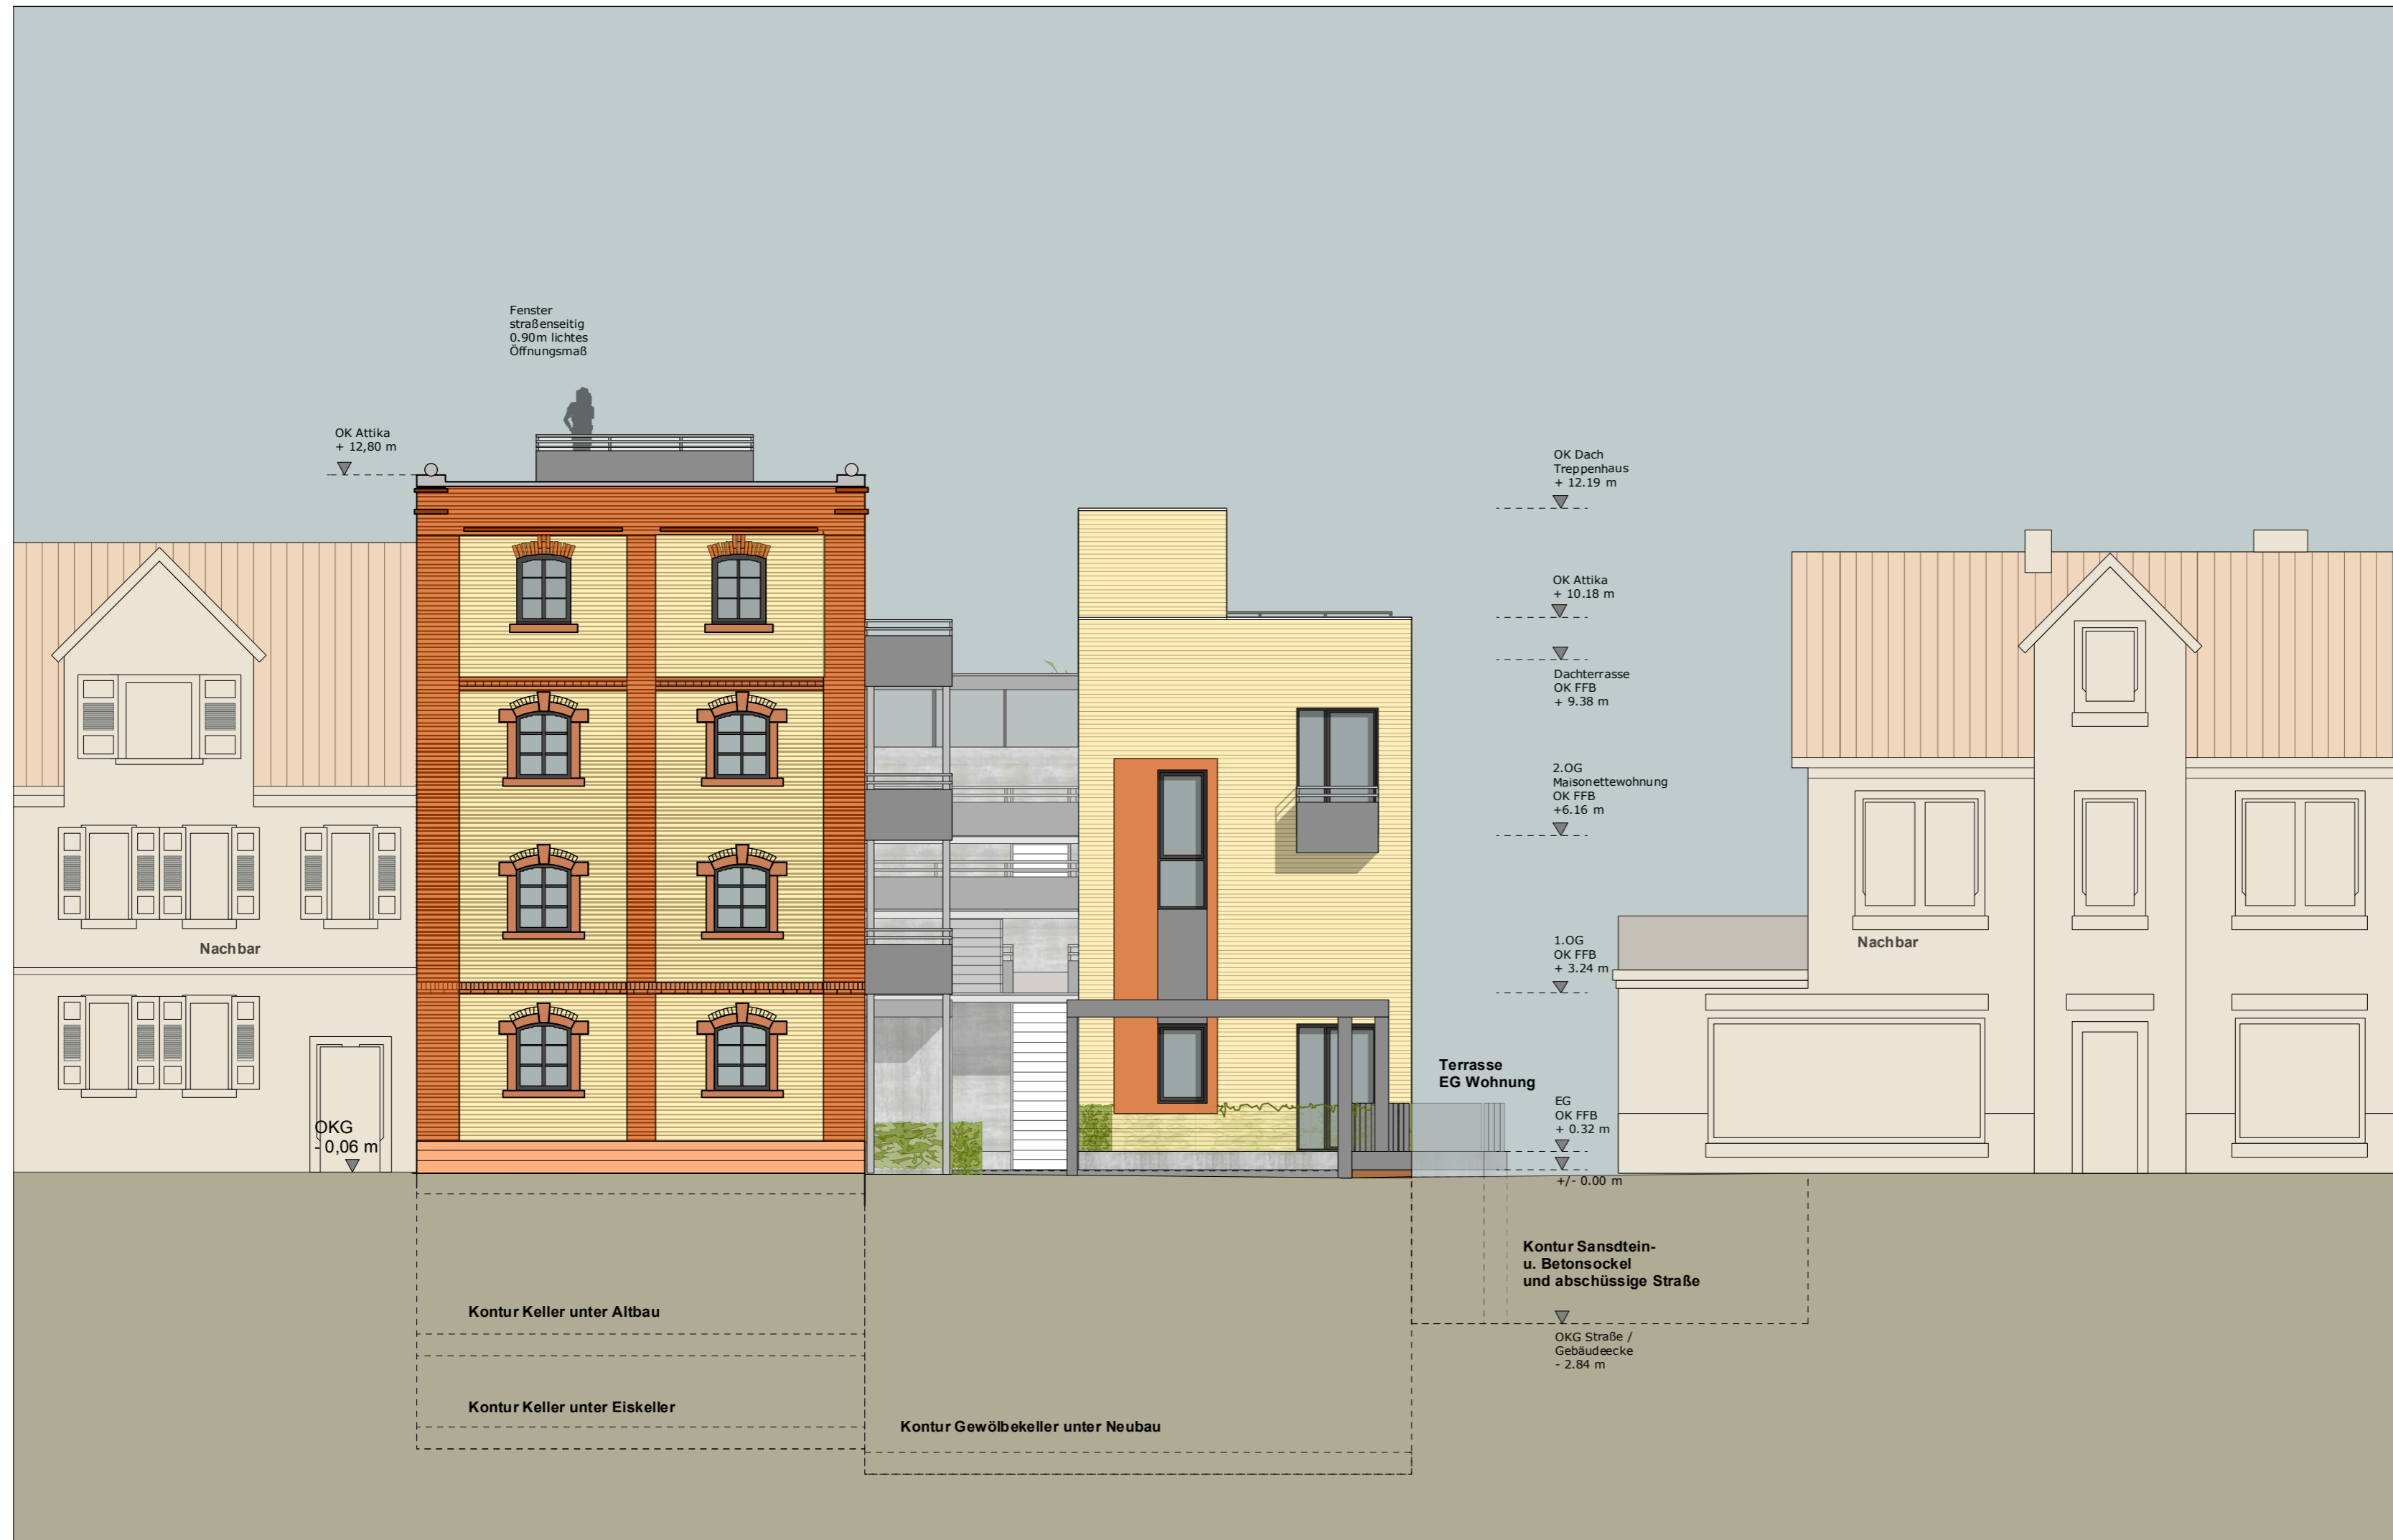 Fenster
straßenseitig
0.90m lichtes
Öffnungsmaß
OK Attika
+ 12,80 m
OK Dach
Treppenhaus
+ 12.19 m
OK Attika
+ 10.18 m
Dachterrasse
OK FFB
+ 9.38 m
2.OG
Maisonettewohnung
OK FFB
+6.16 m
Nachbar
1.OG
OK FFB
+ 3.24 m
Nachbar
Terrasse
EG Wohnung
EG
OK FFB
+ 0.32 m
OKG
- 0,06 m
+/- 0.00 m
Kontur Sansdtein-
u. Betonsockel
und abschüssige Straße
Kontur Keller unter Altbau
OKG Straße /
Gebäudeecke
- 2.84 m
Kontur Keller unter Eiskeller
Kontur Gewölbekeller unter Neubau